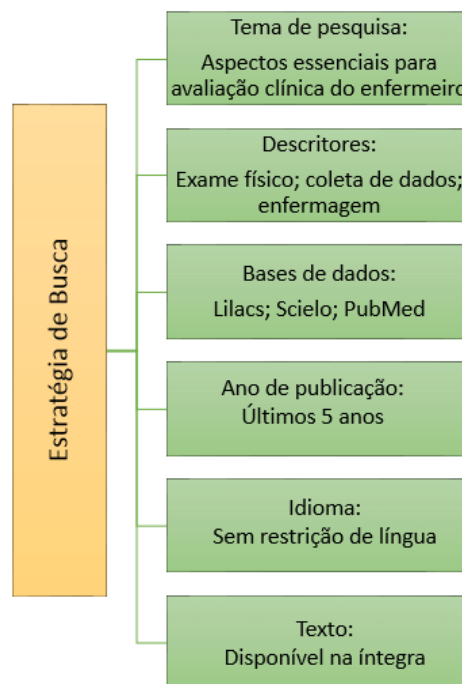 Estratégia de Busca
Tema de pesquisa:
Aspectos essenciais para
avaliação clínica do enfermeiro
Descritores:
Exame físico; coleta de dados;
enfermagem
Bases de dados:
Lilacs; Scielo; PubMed
Ano de publicação:
Últimos 5 anos
Idioma:
Sem restrição de língua
Texto:
Disponível na íntegra